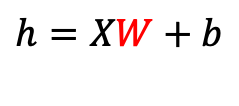 h = XW + b